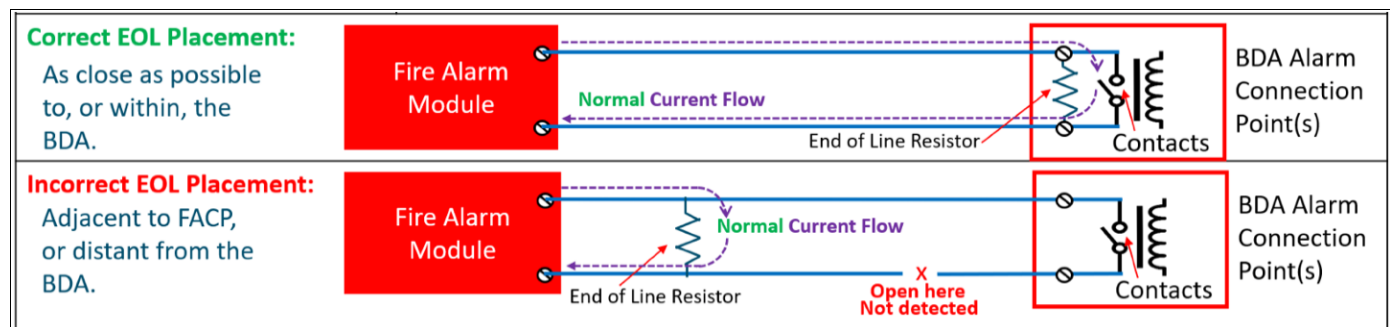 Correct EOL Placement:
As close as possible
to, or within, the
BDA.
Fire Alarm
Module
Normal Current Flow
End of Line Resistor
Contacts
BDA Alarm
Connection
Point(s)
Incorrect EOL Placement:
Adjacent to FACP,
or distant from the
BDA.
Fire Alarm
Module
Normal Current Flow
End of Line Resistor
X
Open here
Not detected
Contacts
BDA Alarm
Connection
Point(s)